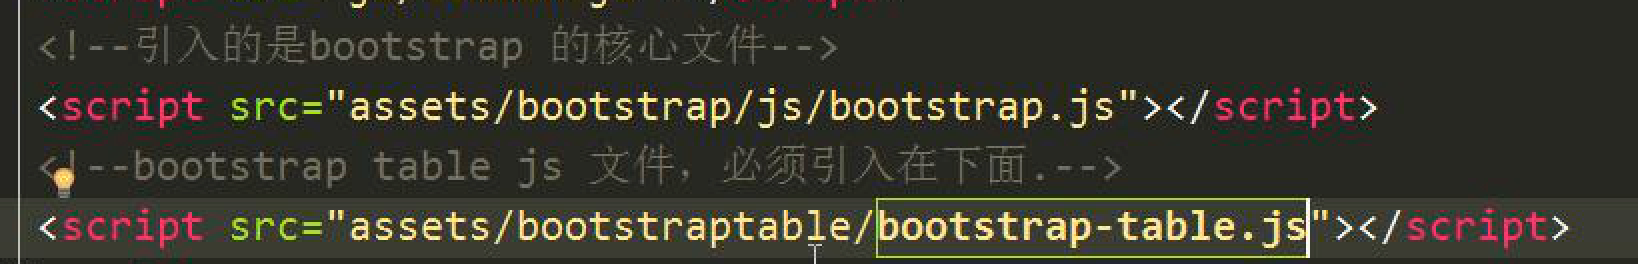 <!--引入的是bootstrap 的核心文件-->
<script src="assets/bootstrap/js/bootstrap.js"></script>
<!--bootstrap table js 文件，必须引入在下面.-->
<script src="assets/bootstraptable/bootstrap-table.js"></script>